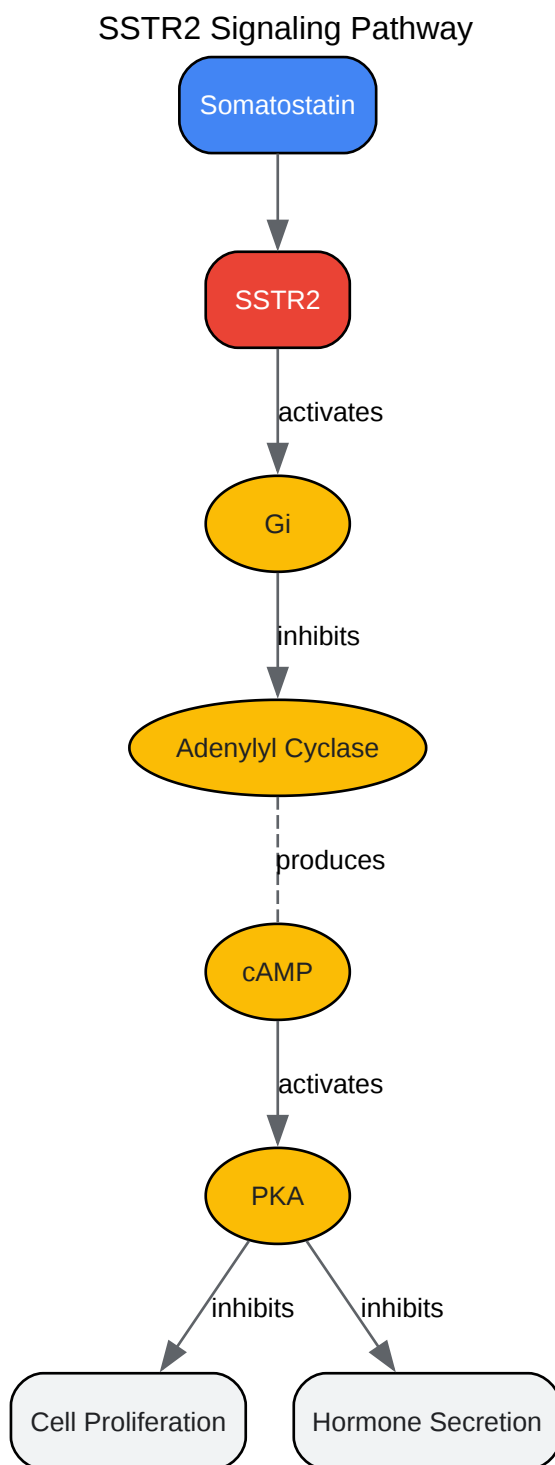 SSTR2 Signaling Pathway
Somatostatin
SSTR2
activates
Gi
inhibits
Adenylyl Cyclase
produces
cAMP
activates
PKA
inhibits
inhibits
Cell Proliferation
Hormone Secretion